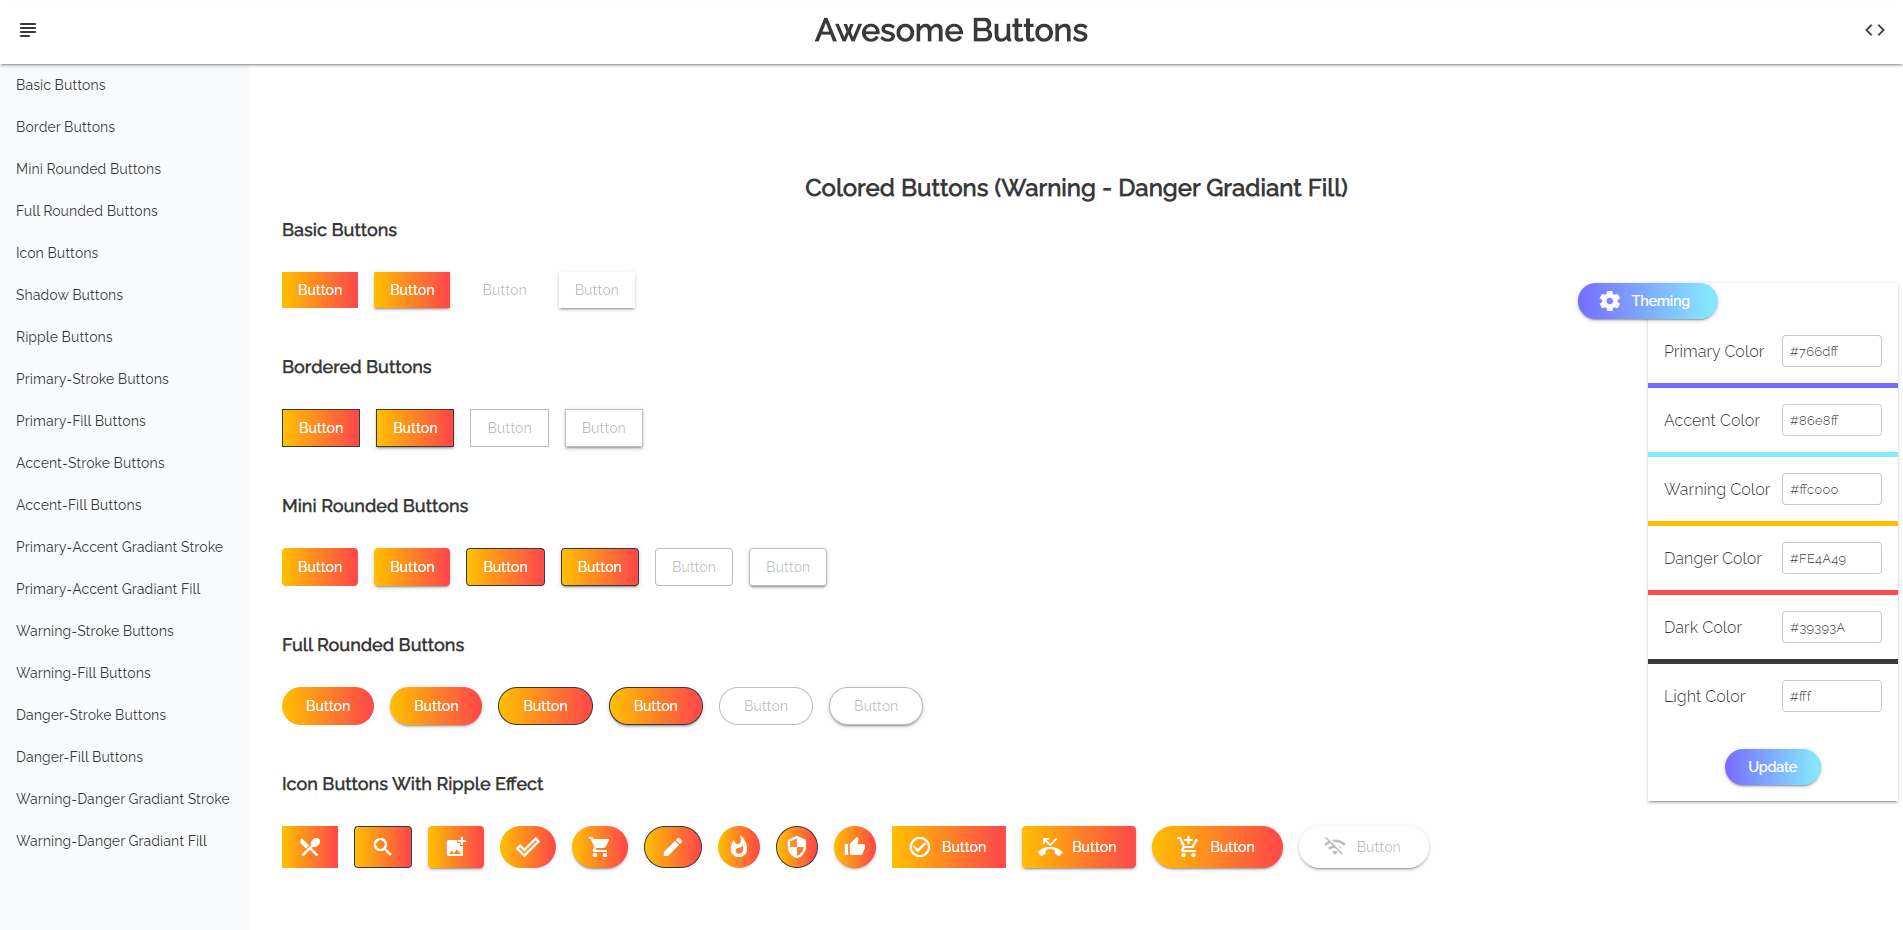 Awesome Buttons
Basic Buttons
Border Buttons
Mini Rounded Buttons
Full Rounded Buttons
Icon Buttons
Shadow Buttons
Ripple Buttons
Primary-Stroke Buttons
Primary-Fill Buttons
Accent-Stroke Buttons
Accent-Fill Buttons
Primary-Accent Gradiant Stroke
Primary-Accent Gradiant Fill
Warning-Stroke Buttons
Warning-Fill Buttons
Danger-Stroke Buttons
Danger-Fill Buttons
Warning-Danger Gradiant Stroke
Warning-Danger Gradiant Fill
Colored Buttons (Warning - Danger Gradiant Fill)
Basic Buttons
Button Button Button Button
Bordered Buttons
Button Button Button Button
Mini Rounded Buttons
Button Button Button Button Button Button
Full Rounded Buttons
Button Button Button Button Button Button
Icon Buttons With Ripple Effect
Button Button Button Button
Theming
Primary Color #766dff
Accent Color #86e8ff
Warning Color #ffc000
Danger Color #FE4A49
Dark Color #39393A
Light Color #fff
Update